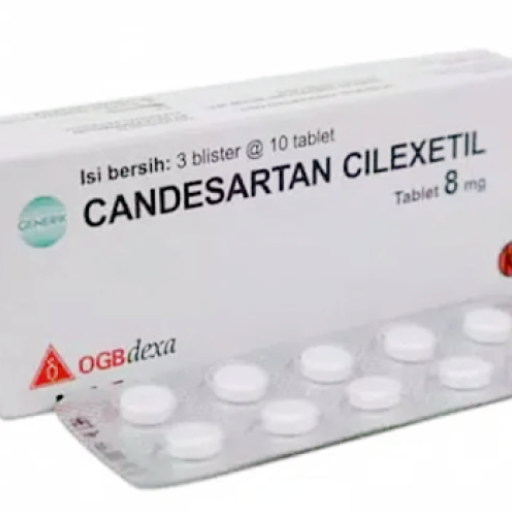 Isi bersih: 3 blister @ 10 tablet
CANDESARTAN CILEXETIL
Tablet 8 mg
GENERIK
OGBdexa